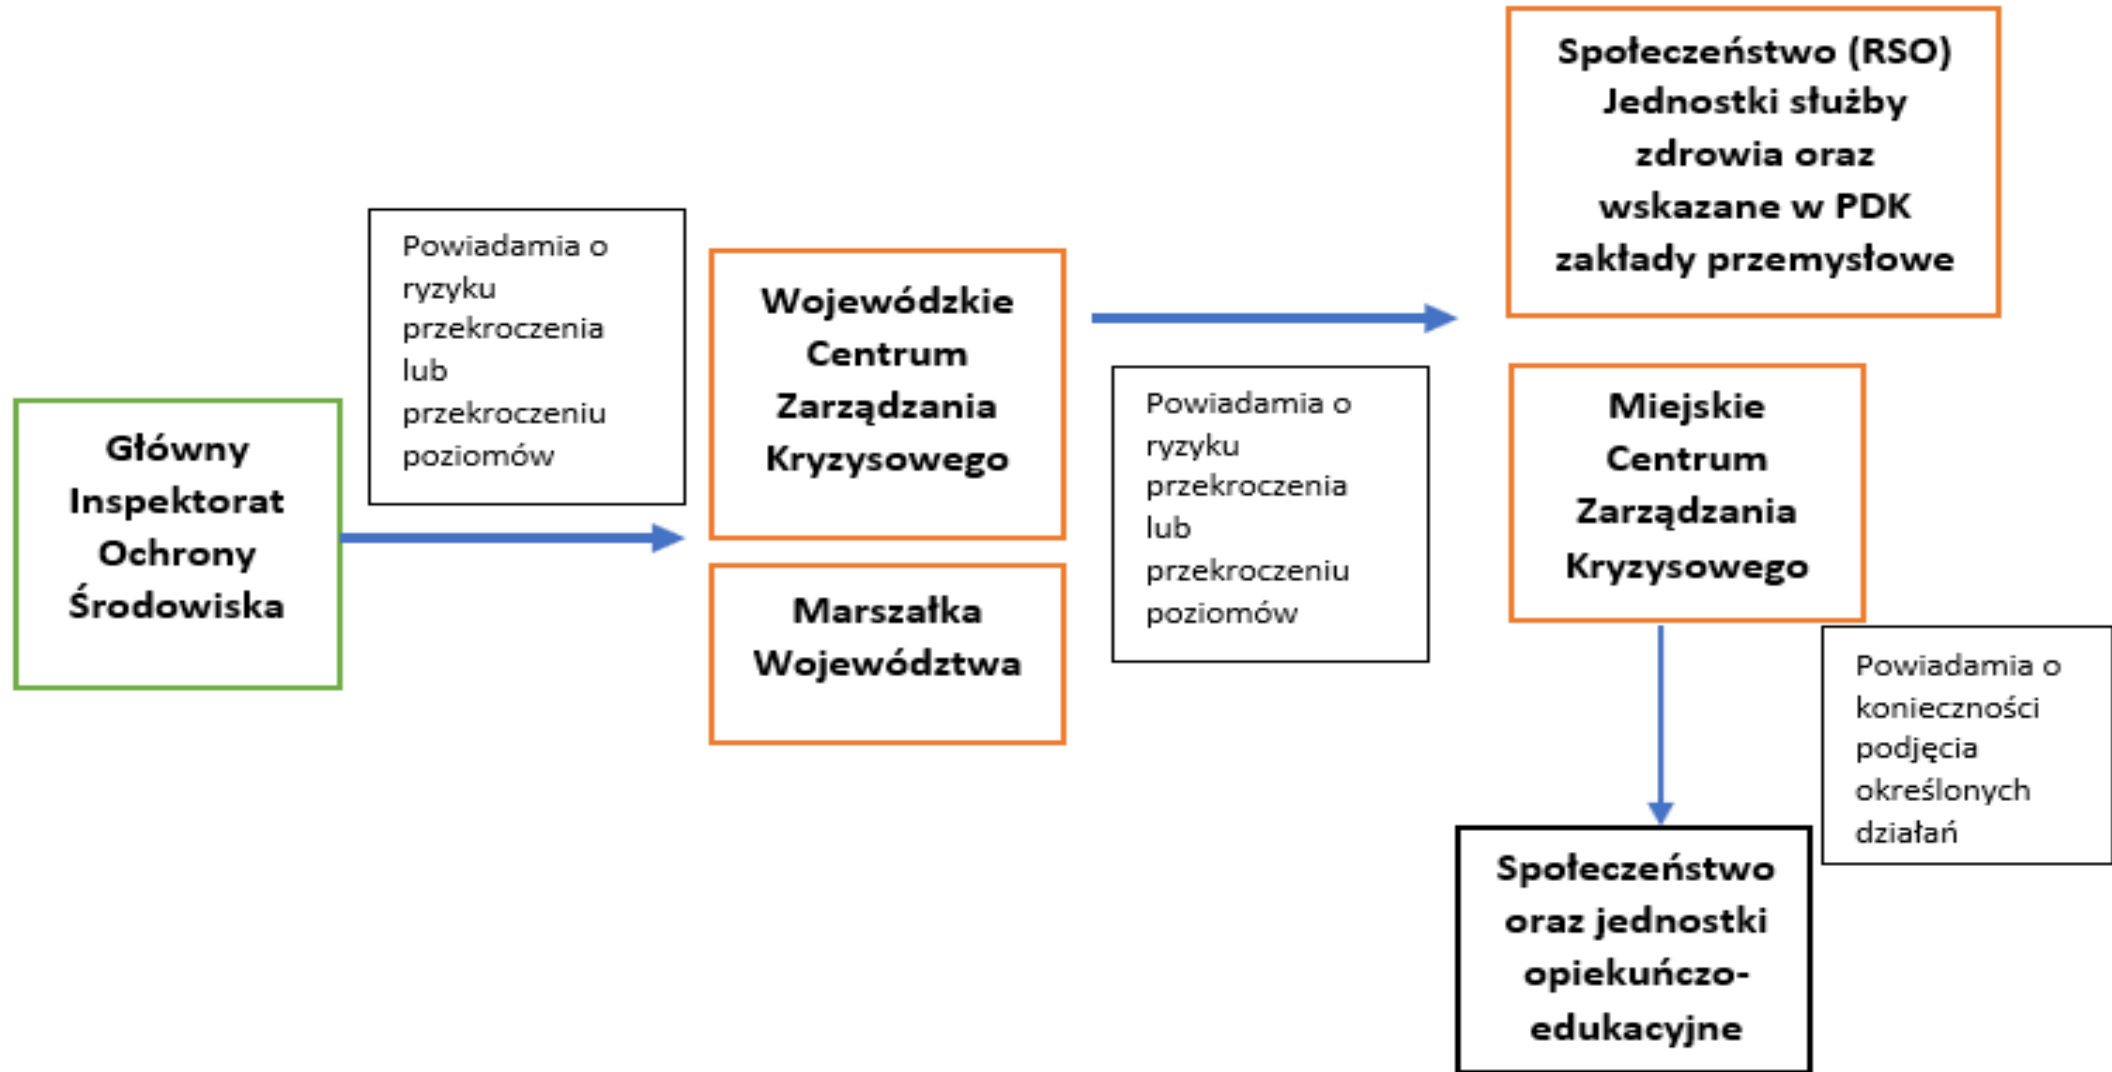 Główny
Inspektorat
Ochrony
Środowiska
Powiadamia o
ryzyku
przekroczenia
lub
przekroczeniu
poziomów
Wojewódzkie
Centrum
Zarządzania
Kryzysowego
Marszałka
Województwa
Powiadamia o
ryzyku
przekroczenia
lub
przekroczeniu
poziomów
Społeczeństwo (RSO)
Jednostki służby
zdrowia oraz
wskazane w PDK
zakłady przemysłowe
Miejskie
Centrum
Zarządzania
Kryzysowego
Powiadamia o
konieczności
podjęcia
określonych
działań
Społeczeństwo
oraz jednostki
opiekuńczo-
edukacyjne